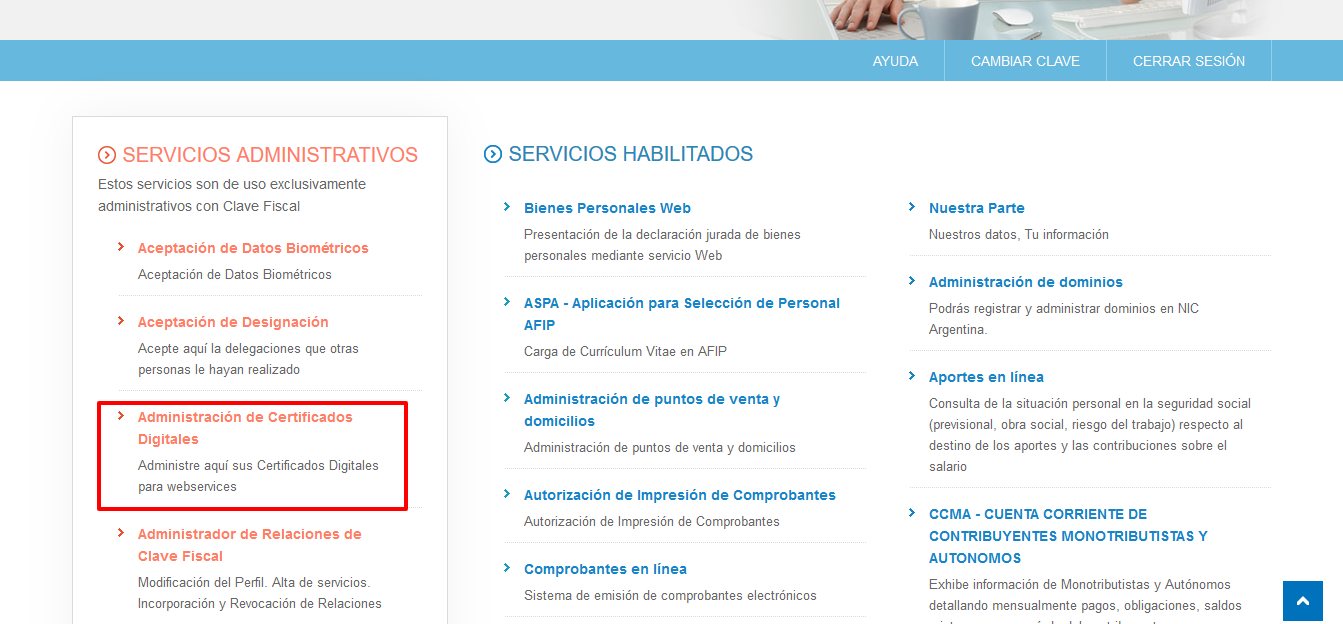 AYUDA
CAMBIAR CLAVE
CERRAR SESIÓN
SERVICIOS ADMINISTRATIVOS
Estos servicios son de uso exclusivamente
administrativos con Clave Fiscal
Aceptación de Datos Biométricos
Aceptación de Datos Biométricos
Aceptación de Designación
Acepte aquí la delegaciones que otras
personas le hayan realizado
Administración de Certificados
Digitales
Administre aquí sus Certificados Digitales
para webservices
Administrador de Relaciones de
Clave Fiscal
Modificación del Perfil. Alta de servicios.
Incorporación y Revocación de Relaciones
SERVICIOS HABILITADOS
Bienes Personales Web
Presentación de la declaración jurada de bienes
personales mediante servicio Web
ASPA - Aplicación para Selección de Personal
AFIP
Carga de Currículum Vitae en AFIP
Administración de puntos de venta y
domicilios
Administración de puntos de venta y domicilios
Autorización de Impresión de Comprobantes
Autorización de Impresión de Comprobantes
Comprobantes en línea
Sistema de emisión de comprobantes electrónicos
Nuestra Parte
Nuestros datos, Tu información
Administración de dominios
Podrás registrar y administrar dominios en NIC
Argentina.
Aportes en línea
Consulta de la situación personal en la seguridad social
(previsional, obra social, riesgo del trabajo) respecto al
destino de los aportes y las contribuciones sobre el
salario
CCMA - CUENTA CORRIENTE DE
CONTRIBUYENTES MONOTRIBUTISTAS Y
AUTONOMOS
Exhibe información de Monotributistas y Autónomos
detallando mensualmente pagos, obligaciones, saldos